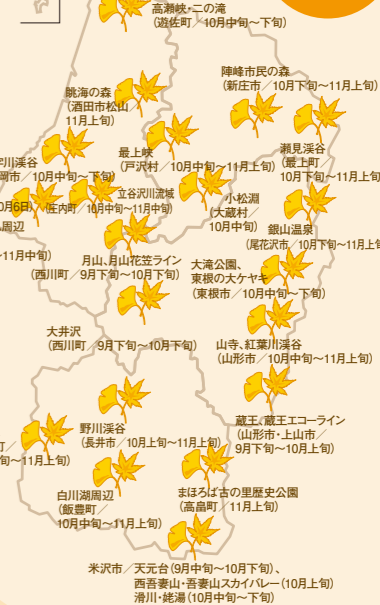 高瀬峡・二の滝
（遊佐町／10月中旬〜下旬）
陣峰市民の森
（新庄市／10月下旬〜11月上旬）
眺海の森
（酒田市松山
11月上旬）
最上峡
（戸沢村／10月中旬〜11月上旬）
瀬見渓谷
（最上町
10月下旬〜11月上旬
川渓谷
岡市／10月中旬〜下旬）
立谷沢川流域
（庄内町／10月中旬〜11月中旬）
0月6日）
周辺
〜11月中旬）
小松淵
（大蔵村／
10月中旬）
銀山温泉
（尾花沢市／10月下旬〜11月上旬
月山、月山花笠ライン
（西川町／9月下旬〜10月下旬）
大滝公園、
東根の大ケヤキ
（東根市／10月中旬〜下旬）
大井沢
（西川町／9月下旬〜10月下旬）
山寺、紅葉川渓谷
（山形市／10月中旬〜11月上旬）
蔵王、蔵王エコーライン
（山形市・上山市／
9月下旬〜10月上旬）
野川渓谷
（長井市／10月上旬〜11月上旬）
町／
旬〜11月上旬）
白川湖周辺
（飯豊町／
10月中旬〜11月上旬）
まほろば古の里歴史公園
（高畠町／11月上旬）
米沢市／天元台（9月中旬〜10月下旬）、
西吾妻山・吾妻山スカイバレー（10月上旬）
滑川・姥湯（10月中旬〜下旬）